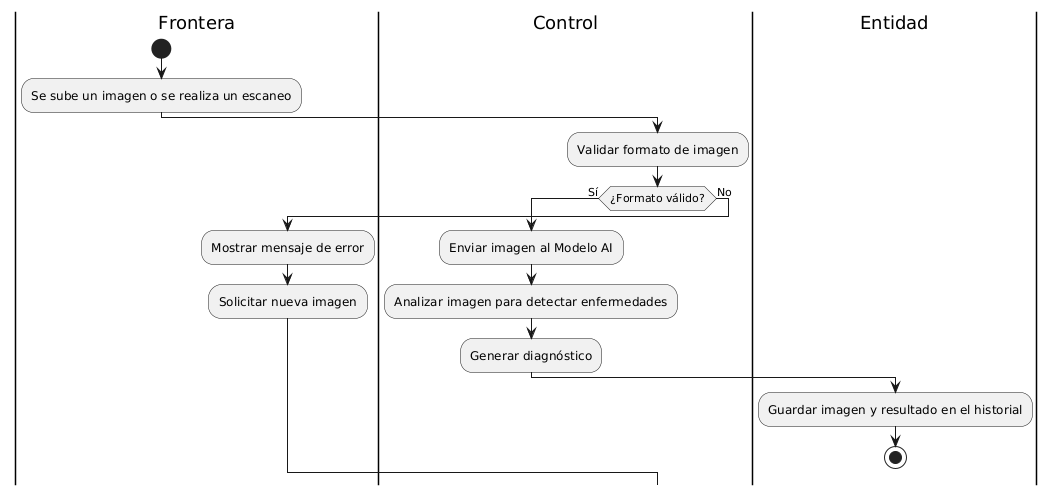 Frontera
Control
Entidad
Se sube un imagen o se realiza un escaneo
Validar formato de imagen
Sí
¿Formato válido?
No
Mostrar mensaje de error
Enviar imagen al Modelo AI
Solicitar nueva imagen
Analizar imagen para detectar enfermedades
Generar diagnóstico
Guardar imagen y resultado en el historial